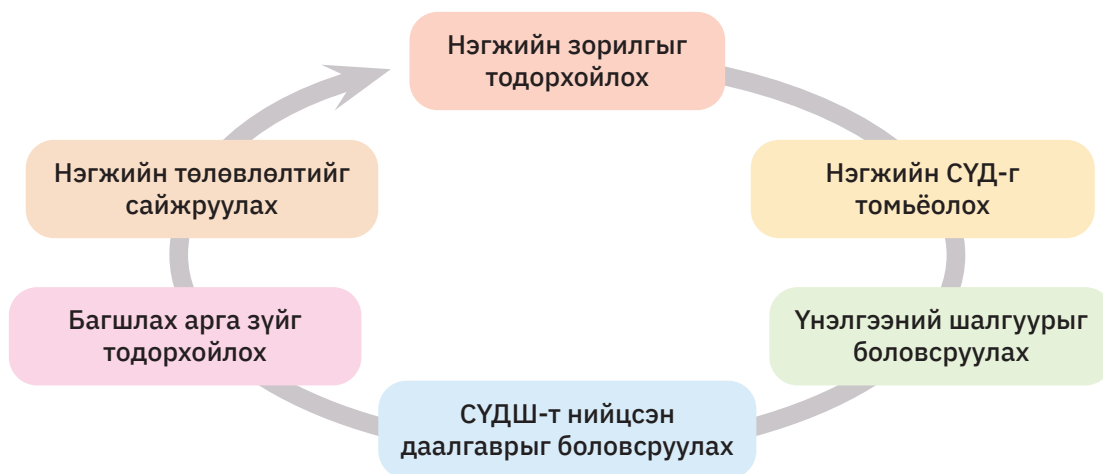 Нэгжийн зорилгыг
тодорхойлох
Нэгжийн СҮД-г
томьёолох
Үнэлгээний шалгуурыг
боловсруулах
СҮДШ-т нийцсэн
даалгаврыг боловсруулах
Багшлах арга зүйг
тодорхойлох
Нэгжийн төлөвлөлтийг
сайжруулах